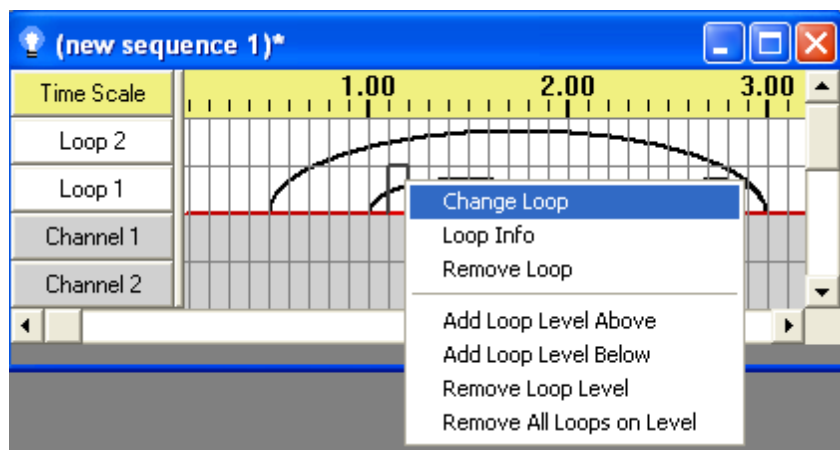 (new sequence 1)*
Time Scale
1.00 2.00 3.00
Loop 2
Loop 1
Channel 1
Channel 2
Change Loop
Loop Info
Remove Loop
Add Loop Level Above
Add Loop Level Below
Remove Loop Level
Remove All Loops on Level